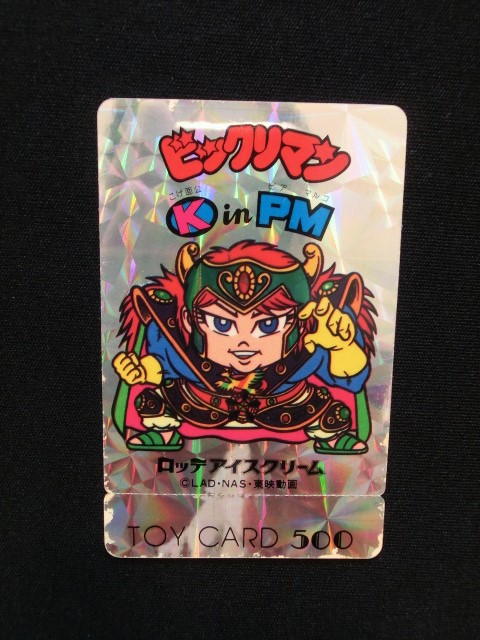 ビックリマン
こげ面公 ピア マルコ
K in PM
ロッテアイスクリーム
©LAD・NAS・東映動画
TOY CARD 500